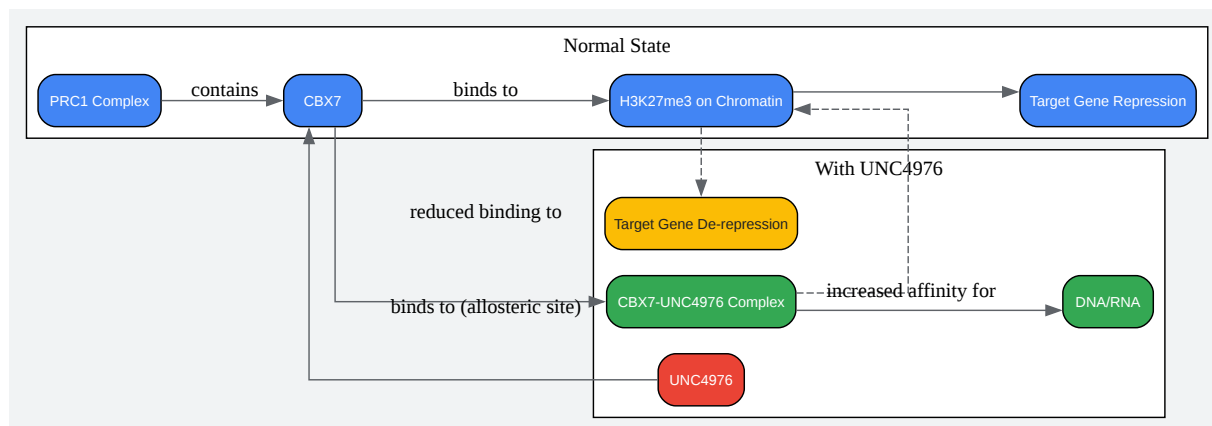 Normal State
PRC1 Complex
contains
CBX7
binds to
H3K27me3 on Chromatin
Target Gene Repression
With UNC4976
reduced binding to
Target Gene De-repression
binds to (allosteric site)
CBX7-UNC4976 Complex
increased affinity for
DNA/RNA
UNC4976